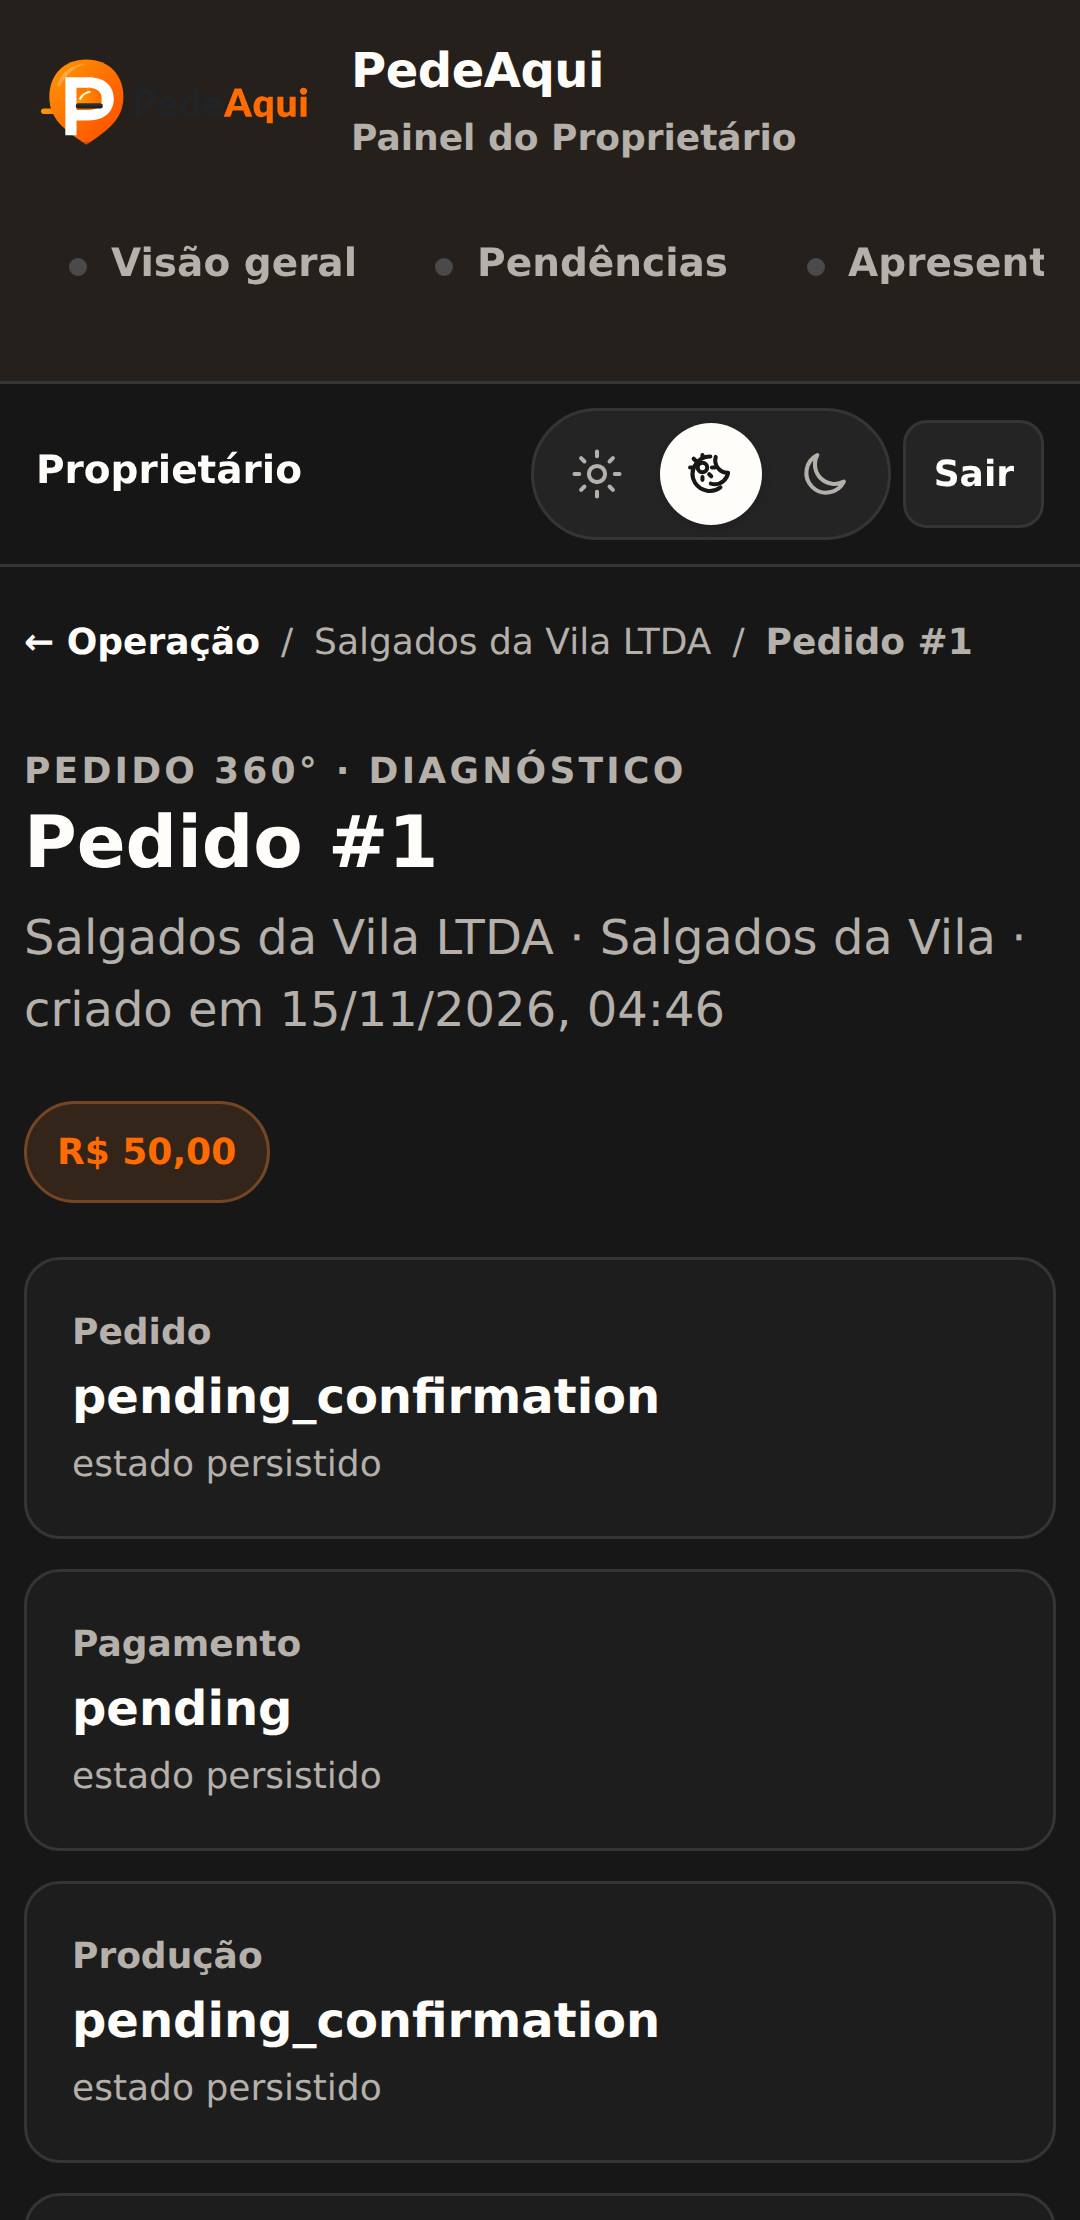 PedeAqui
PedeAqui
Painel do Proprietário
Visão geral
Pendências
Apresent
Proprietário
Sair
← Operação / Salgados da Vila LTDA / Pedido #1
PEDIDO 360° · DIAGNÓSTICO
Pedido #1
Salgados da Vila LTDA · Salgados da Vila ·
criado em 15/11/2026, 04:46
R$ 50,00
Pedido
pending_confirmation
estado persistido
Pagamento
pending
estado persistido
Produção
pending_confirmation
estado persistido